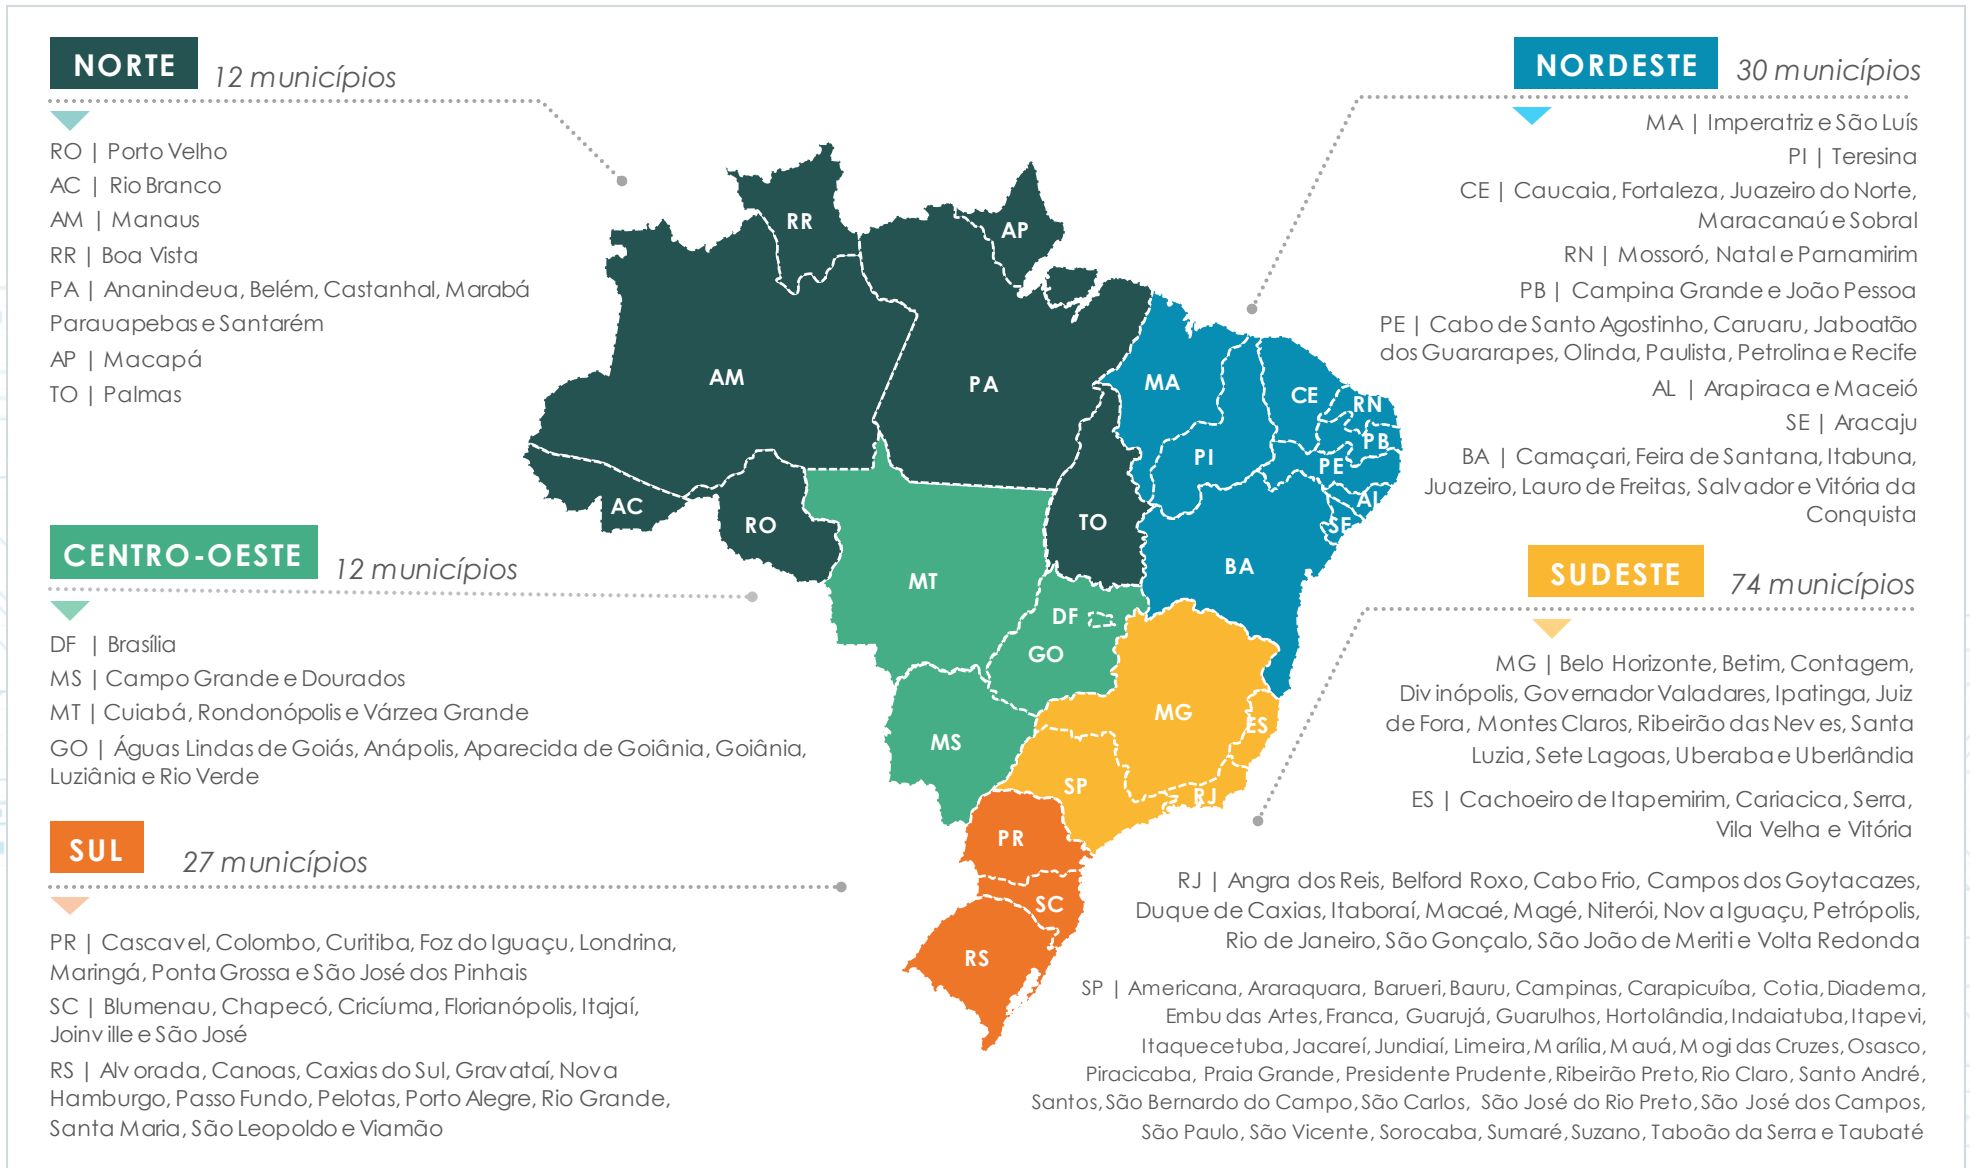 NORTE 12 municípios
RO | Porto Velho
AC | Rio Branco
AM | Manaus
RR | Boa Vista
PA | Ananindeua, Belém, Castanhal, Marabá
Parauapebas e Santarém
AP | Macapá
TO | Palmas
CENTRO-OESTE 12 municípios
DF | Brasília
MS | Campo Grande e Dourados
MT | Cuiabá, Rondonópolis e Várzea Grande
GO | Águas Lindas de Goiás, Anápolis, Aparecida de Goiânia, Goiânia,
Luziânia e Rio Verde
SUL 27 municípios
PR | Cascavel, Colombo, Curitiba, Foz do Iguaçu, Londrina,
Maringá, Ponta Grossa e São José dos Pinhais
SC | Blumenau, Chapecó, Criciúma, Florianópolis, Itajaí,
Joinville e São José
RS | Alvorada, Canoas, Caxias do Sul, Gravataí, Nova
Hamburgo, Passo Fundo, Pelotas, Porto Alegre, Rio Grande,
Santa Maria, São Leopoldo e Viamão
RR
AP
AM
PA
MA
CE
RN
PB
PI
PE
AL
SE
AC
RO
TO
BA
MT
DF
GO
MS
MG
ES
SP
RJ
PR
SC
RS
NORDESTE 30 municípios
MA | Imperatriz e São Luís
PI | Teresina
CE | Caucaia, Fortaleza, Juazeiro do Norte,
Maracanaú e Sobral
RN | Mossoró, Natal e Parnamirim
PB | Campina Grande e João Pessoa
PE | Cabo de Santo Agostinho, Caruaru, Jaboatão
dos Guararapes, Olinda, Paulista, Petrolina e Recife
AL | Arapiraca e Maceió
SE | Aracaju
BA | Camaçari, Feira de Santana, Itabuna,
Juazeiro, Lauro de Freitas, Salvador e Vitória da
Conquista
SUDESTE 74 municípios
MG | Belo Horizonte, Betim, Contagem,
Divinópolis, Governador Valadares, Ipatinga, Juiz
de Fora, Montes Claros, Ribeirão das Neves, Santa
Luzia, Sete Lagoas, Uberaba e Uberlândia
ES | Cachoeiro de Itapemirim, Cariacica, Serra,
Vila Velha e Vitória
RJ | Angra dos Reis, Belford Roxo, Cabo Frio, Campos dos Goytacazes,
Duque de Caxias, Itaboraí, Macaé, Magé, Niterói, Nova Iguaçu, Petrópolis,
Rio de Janeiro, São Gonçalo, São João de Meriti e Volta Redonda
SP | Americana, Araraquara, Barueri, Bauru, Campinas, Carapicuíba, Cotia, Diadema,
Embu das Artes, Franca, Guarujá, Guarulhos, Hortolândia, Indaiatuba, Itapevi,
Itaquecetuba, Jacareí, Jundiaí, Limeira, Marília, Mauá, Mogi das Cruzes, Osasco,
Piracicaba, Praia Grande, Presidente Prudente, Ribeirão Preto, Rio Claro, Santo André,
Santos, São Bernardo do Campo, São Carlos, São José do Rio Preto, São José dos Campos,
São Paulo, São Vicente, Sorocaba, Sumaré, Suzano, Taboão da Serra e Taubaté